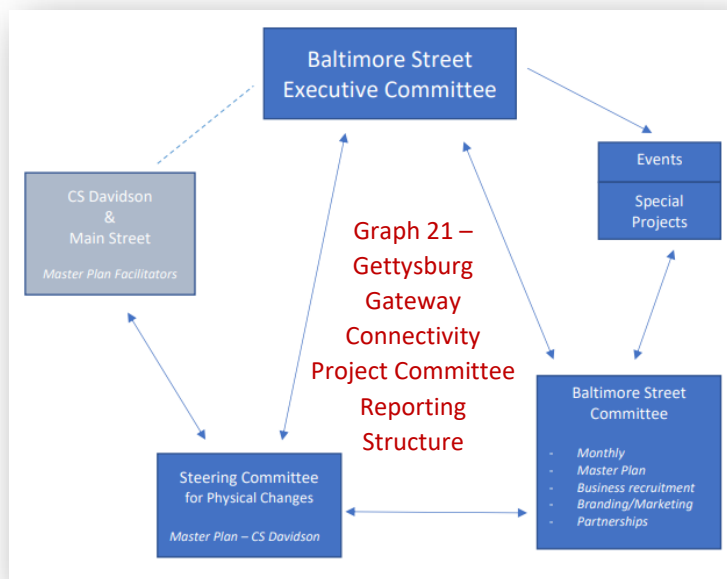 Baltimore Street
Executive Committee
Events
Special
Projects
CS Davidson
&
Main Street
Master Plan Facilitators
Graph 21 –
Gettysburg
Gateway
Connectivity
Project Committee
Reporting
Structure
Baltimore Street
Committee
- Monthly
- Master Plan
- Business recruitment
- Branding/Marketing
- Partnerships
Steering Committee
for Physical Changes
Master Plan – CS Davidson